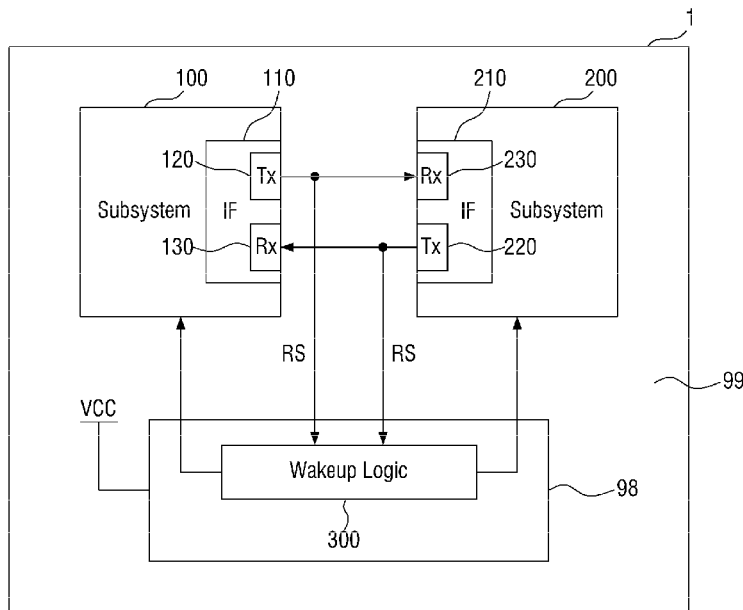 1
100
110
210
200
120
Tx
Rx
230
Subsystem
IF
IF
Subsystem
130
Rx
Tx
220
RS
RS
99
VCC
Wakeup Logic
98
300